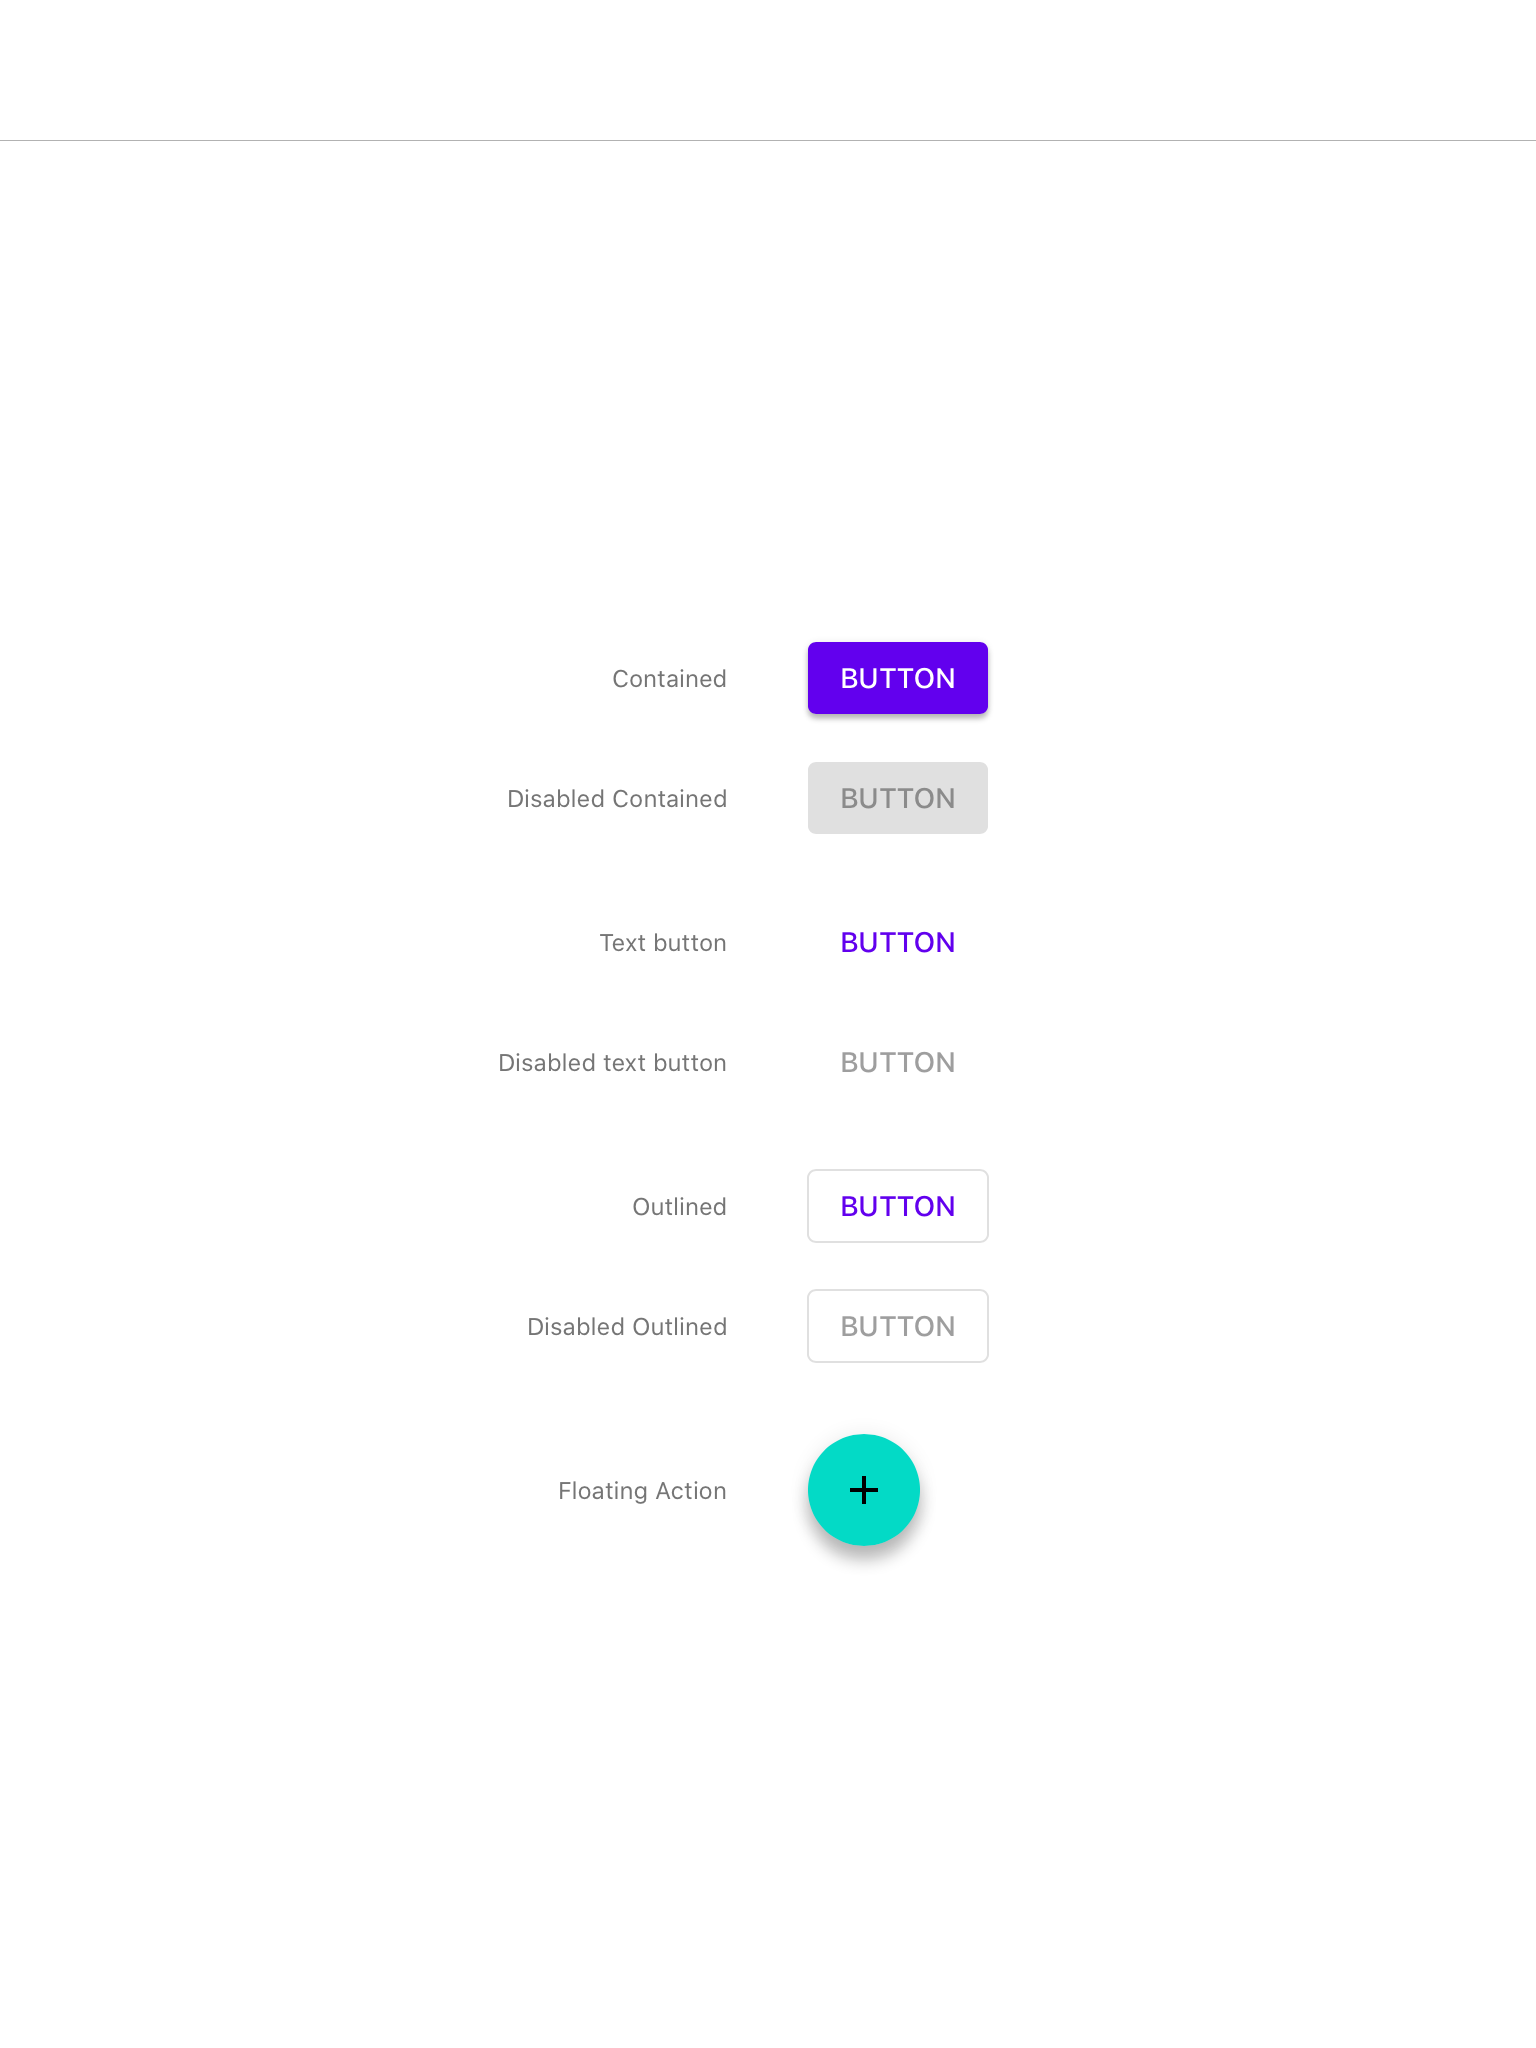 Contained BUTTON
Disabled Contained BUTTON
Text button BUTTON
Disabled text button BUTTON
Outlined BUTTON
Disabled Outlined BUTTON
Floating Action